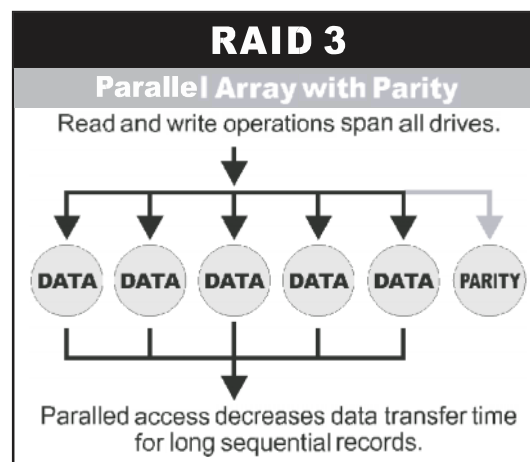 RAID 3
Parallel Array with Parity
Read and write operations span all drives.
DATA DATA DATA DATA DATA PARITY
Paralled access decreases data transfer time
for long sequential records.